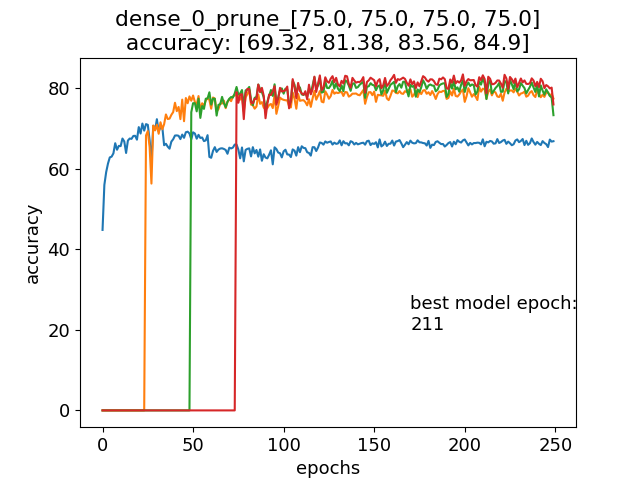 dense_0_prune_[75.0, 75.0, 75.0, 75.0]
accuracy: [69.32, 81.38, 83.56, 84.9]
80
60
40
20
0
accuracy
best model epoch:
211
0 50 100 150 200 250
epochs